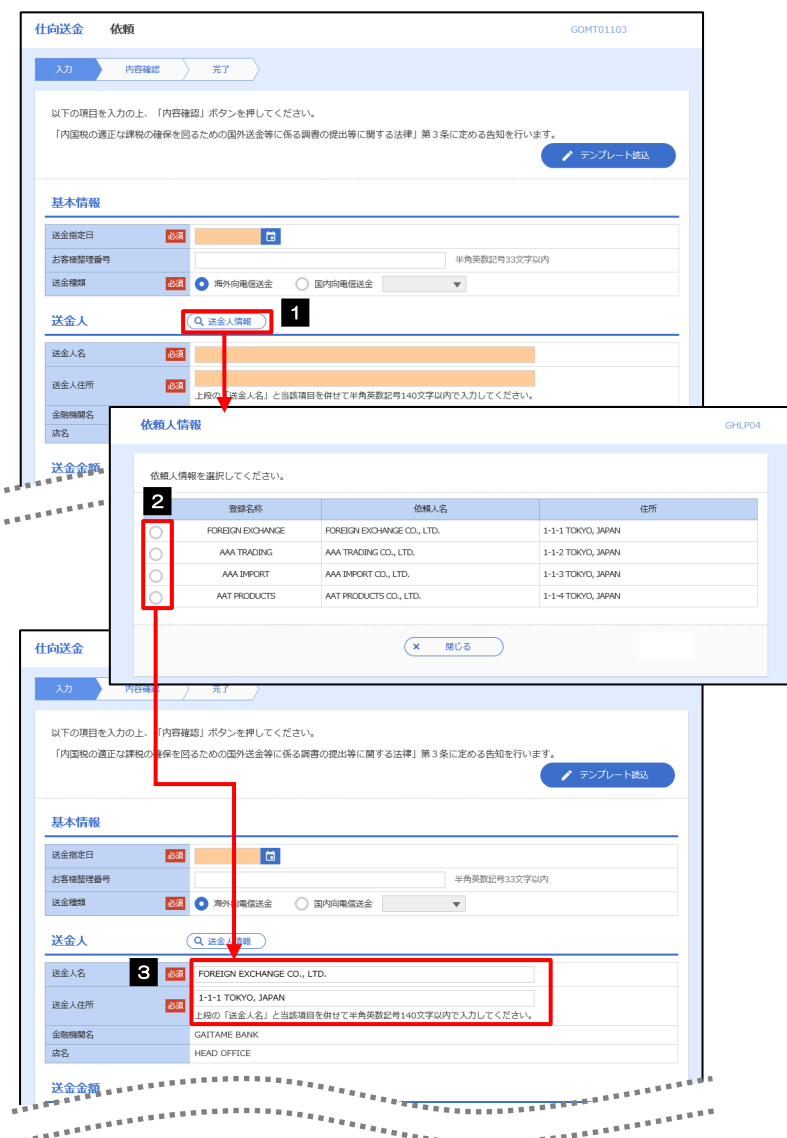 仕向送金 依頼 GOMT01103
入力 内容確認 完了
以下の項目を入力の上、「内容確認」ボタンを押してください。
「内国税の適正な課税の確保を図るための国外送金等に係る調書の提出等に関する法律」第3条に定める告知を行います。
テンプレート読込
基本情報
送金指定日 必須
お客様整理番号 半角英数記号33文字以内
送金種類 必須 海外向電信送金 国内向電信送金
送金人 送金人情報 1
送金人名 必須
送金人住所 必須
上段の「送金人名」と当該項目を併せて半角英数記号140文字以内で入力してください。
金融機関名
店名
送金金額
依頼人情報 GHLP04
依頼人情報を選択してください。
2 登録名称 依頼人名 住所
FOREIGN EXCHANGE FOREIGN EXCHANGE CO., LTD. 1-1-1 TOKYO, JAPAN
AAA TRADING AAA TRADING CO., LTD. 1-1-2 TOKYO, JAPAN
AAA IMPORT AAA IMPORT CO., LTD. 1-1-3 TOKYO, JAPAN
AAT PRODUCTS AAT PRODUCTS CO., LTD. 1-1-4 TOKYO, JAPAN
× 閉じる
仕向送金
入力 内容確認 完了
以下の項目を入力の上、「内容確認」ボタンを押してください。
「内国税の適正な課税の確保を図るための国外送金等に係る調書の提出等に関する法律」第3条に定める告知を行います。
テンプレート読込
基本情報
送金指定日 必須
お客様整理番号 半角英数記号33文字以内
送金種類 必須 海外向電信送金 国内向電信送金
送金人 送金人情報
送金人名 3 必須 FOREIGN EXCHANGE CO., LTD.
送金人住所 必須 1-1-1 TOKYO, JAPAN
上段の「送金人名」と当該項目を併せて半角英数記号140文字以内で入力してください。
金融機関名 GAITAME BANK
店名 HEAD OFFICE
送金金額